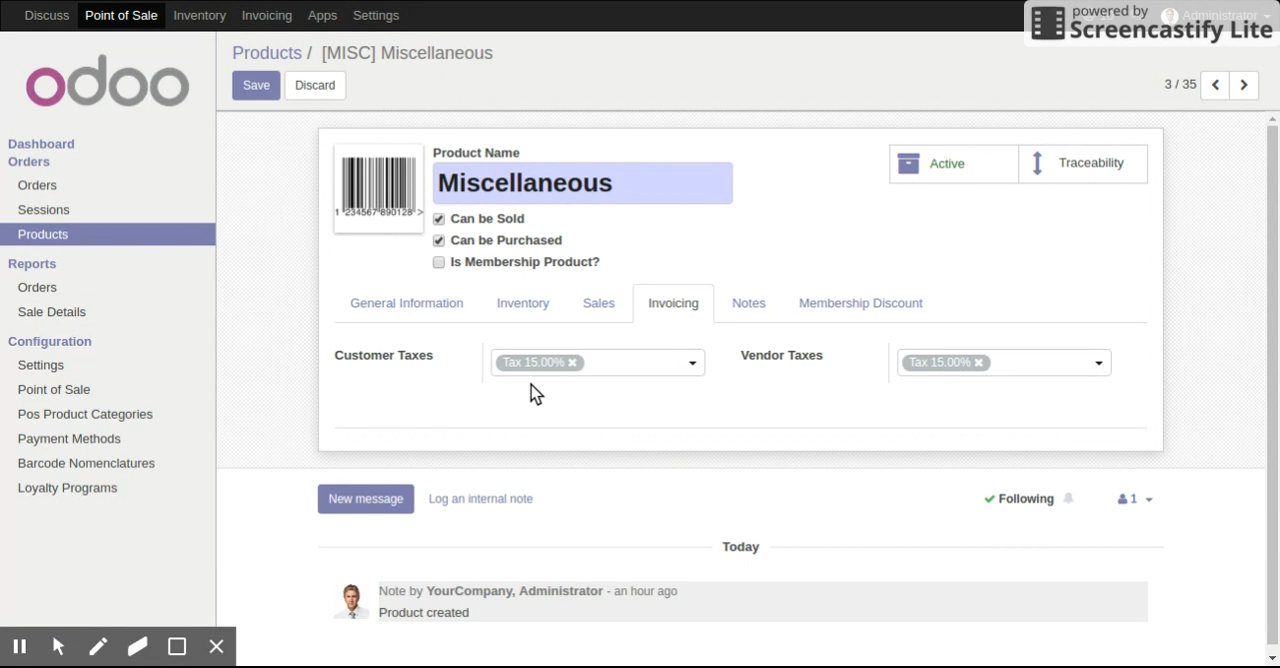 Discuss Point of Sale Inventory Invoicing Apps Settings Administrator
powered by
Screencastify Lite
odoo
Products / [MISC] Miscellaneous
Save Discard
3 / 35
Dashboard
Orders
Orders
Sessions
Products
Reports
Orders
Sale Details
Configuration
Settings
Point of Sale
Pos Product Categories
Payment Methods
Barcode Nomenclatures
Loyalty Programs
1 234567 890128 >
Product Name
Miscellaneous
Can be Sold
Can be Purchased
Is Membership Product?
Active Traceability
General Information Inventory Sales Invoicing Notes Membership Discount
Customer Taxes Tax 15.00% × Vendor Taxes Tax 15.00% ×
New message Log an internal note Following 1
Today
Note by YourCompany, Administrator - an hour ago
Product created